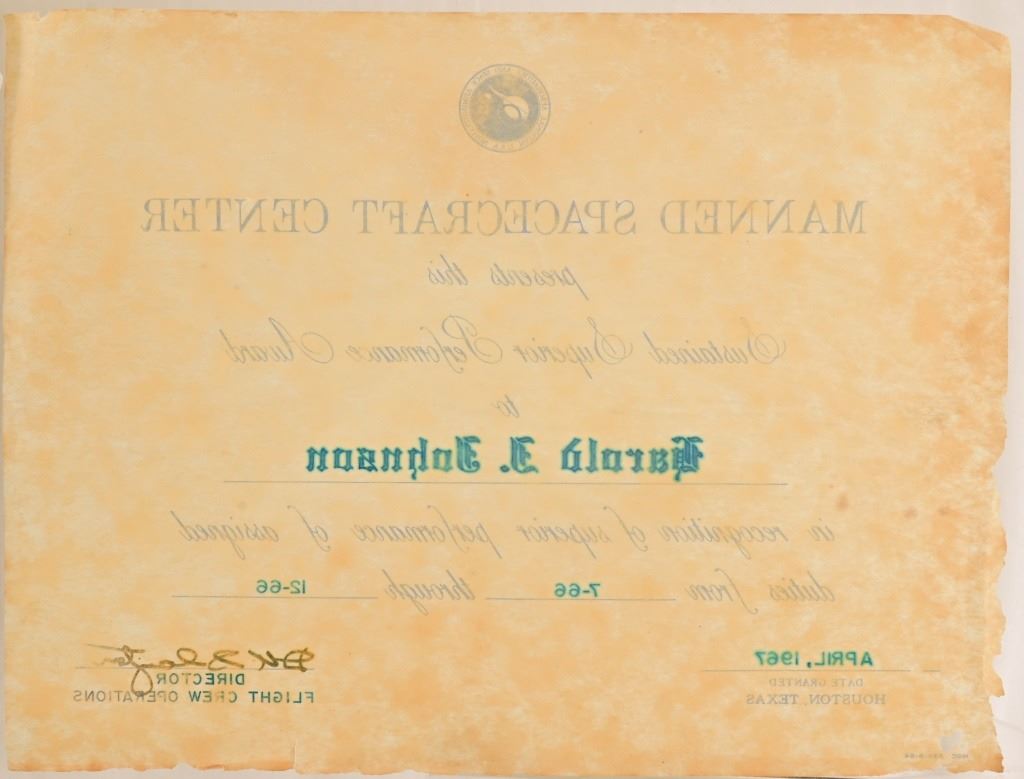 MANNED SPACECRAFT CENTER
presents this
Sustained Superior Performance Award
to
Harold I. Johnson
in recognition of superior performance of assigned
duties from 7-66 through 12-66
APRIL, 1967
DATE GRANTED
HOUSTON, TEXAS
D K Slayton
DIRECTOR
FLIGHT CREW OPERATIONS